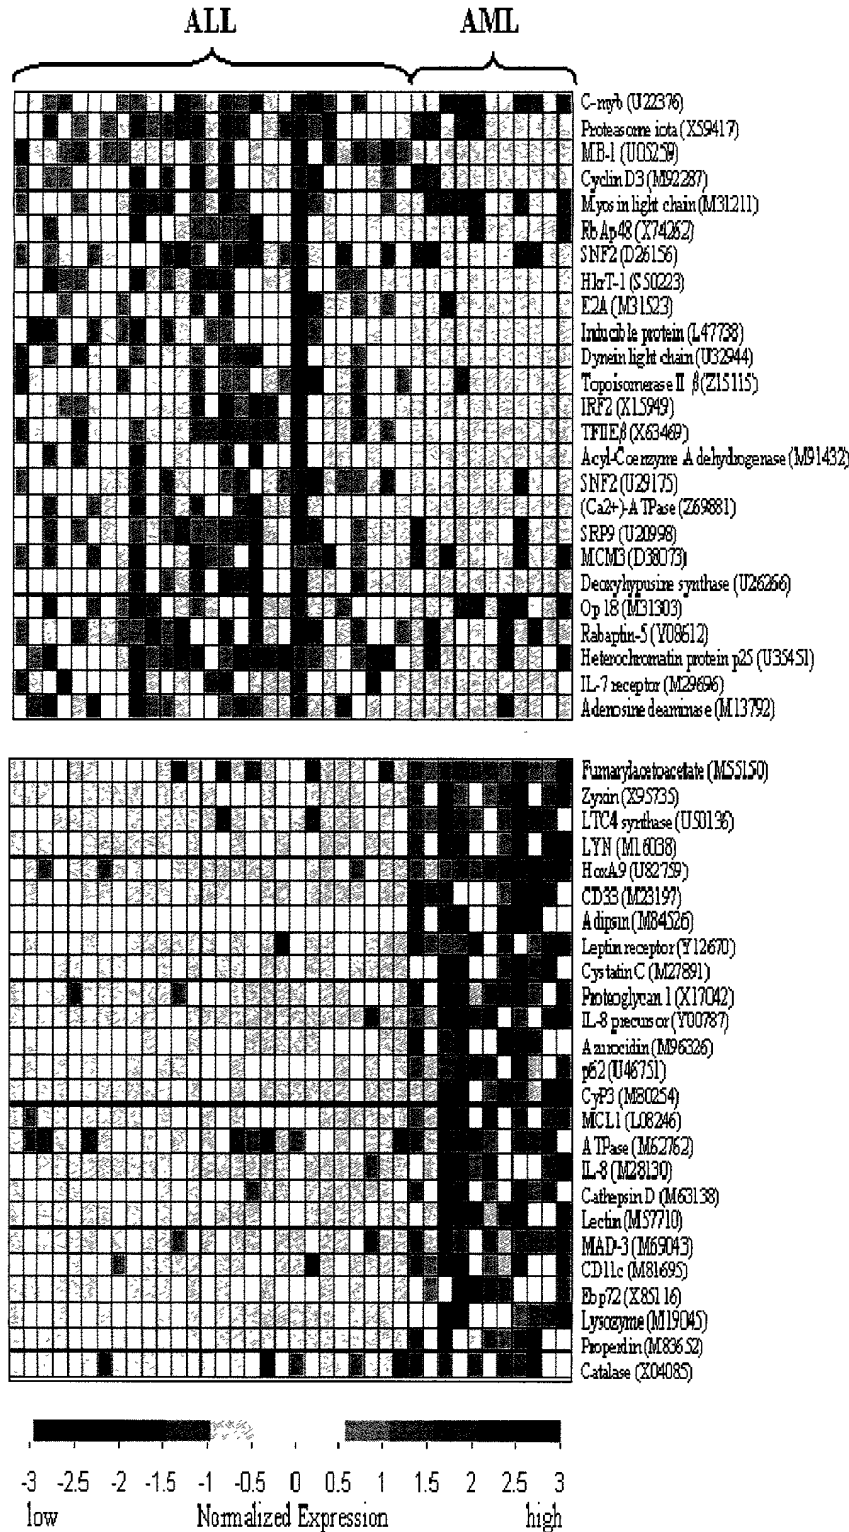 ALL AML
C-myb (U22376)
Proteasome iota (X59417)
MB-1 (U05259)
Cyclin D3 (M92287)
Myosin light chain (M31211)
RbAp48 (X74262)
SNF2 (D26156)
HkrT-1 (S50223)
E2A (M31523)
Inducible protein (L47738)
Dynein light chain (U32944)
Topoisomerase II β (Z15115)
IRF2 (X15949)
TFIIEβ (X63469)
Acyl-Coenzyme A dehydrogenase (M91432)
SNF2 (U29175)
(Ca2+)-ATPase (Z69881)
SRP9 (U20998)
MCM3 (D38073)
Deoxyhypusine synthase (U26266)
Op 18 (M31303)
Rabaptin-5 (Y08612)
Heterochromatin protein p25 (U35451)
IL-7 receptor (M29696)
Adenosine deaminase (M13792)
Fumarylacetoacetate (M55150)
Zyxin (X95735)
LTC4 synthase (U50136)
LYN (M16038)
HoxA9 (U82759)
CD33 (M23197)
Adipsin (M84526)
Leptin receptor (Y12670)
Cystatin C (M27891)
Proteoglycan 1 (X17042)
IL-8 precursor (Y00787)
Azurocidin (M96326)
p62 (U46751)
CyP3 (M80254)
MCL1 (L08246)
ATPase (M62762)
IL-8 (M28130)
Cathepsin D (M63138)
Lectin (M57710)
MAD-3 (M69043)
CD11c (M81695)
Ebp72 (X85116)
Lysozyme (M19045)
Properdin (M83652)
Catalase (X04085)
-3 -2.5 -2 -1.5 -1 -0.5 0 0.5 1 1.5 2 2.5 3
low Normalized Expression high